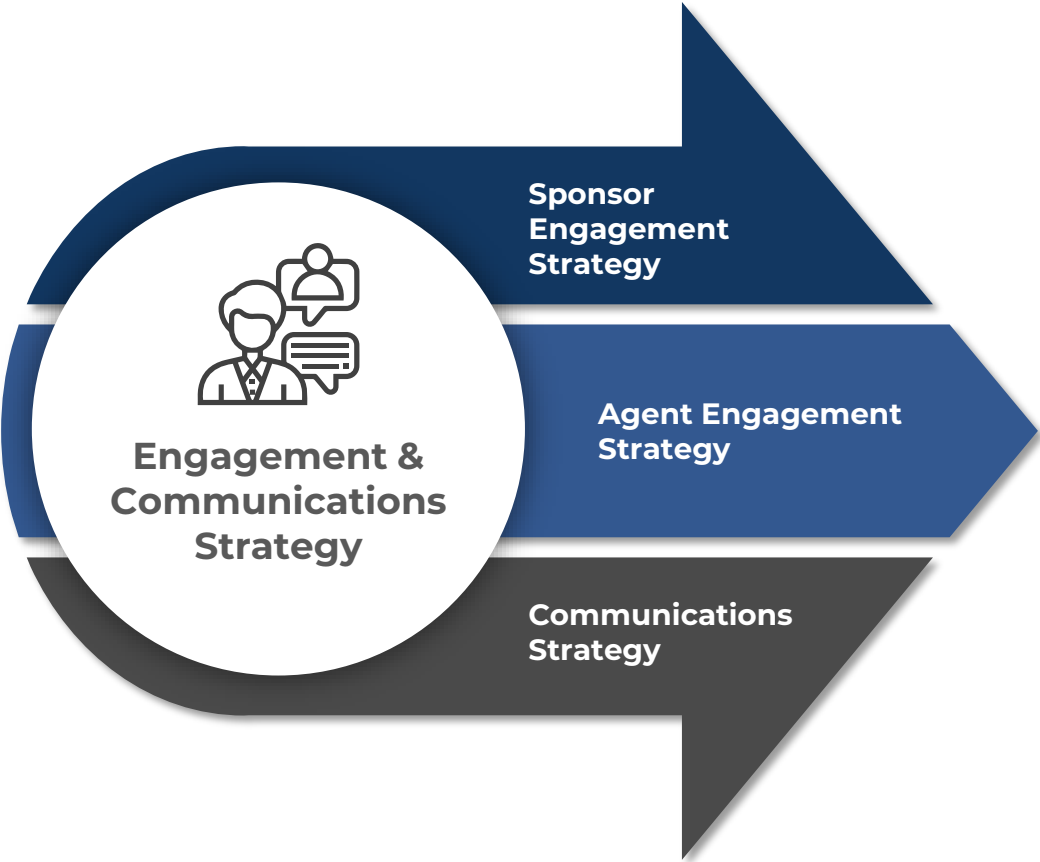 Sponsor
Engagement
Strategy
Agent Engagement
Strategy
Engagement &
Communications
Strategy
Communications
Strategy